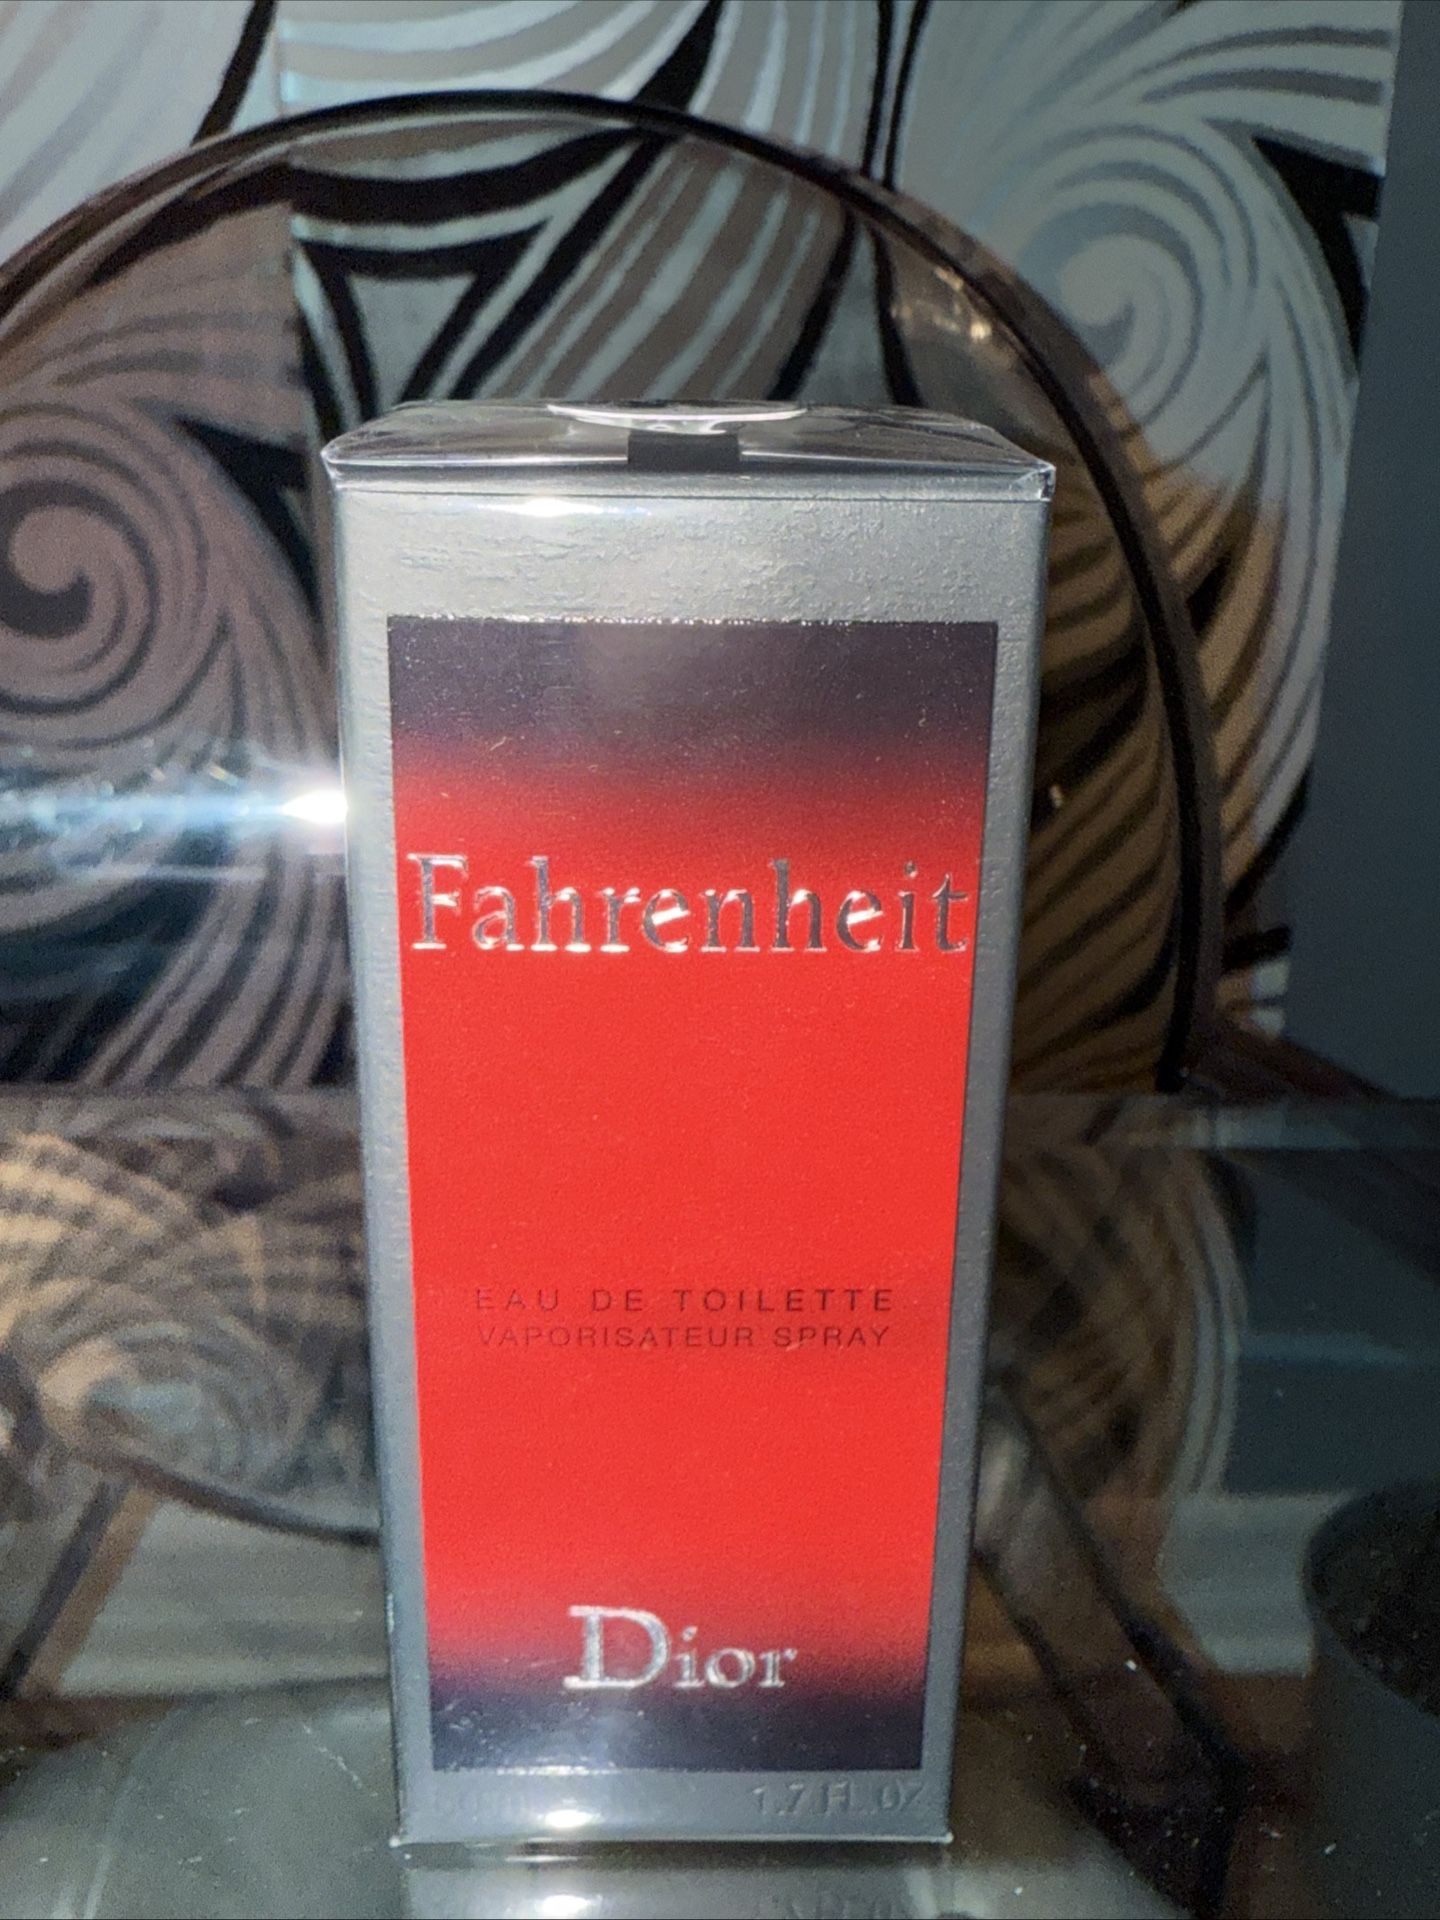 Fahrenheit
EAU DE TOILETTE
VAPORISATEUR SPRAY
Dior
1.7 FL.OZ